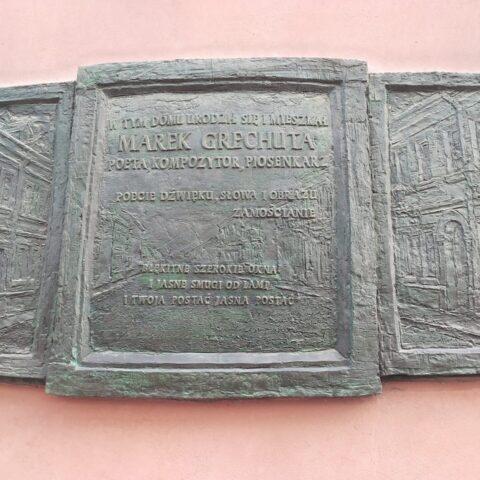 W TYM DOMU URODZIŁ SIĘ I MIESZKAŁ
MAREK GRECHUTA
POETA, KOMPOZYTOR, PIOSENKARZ
POECIE DŹWIĘKU, SŁOWA I OBRAZU
ZAMOŚCIANIE
BŁĘKITNE SZEROKIE OKNA
I JASNE SMUGI OD LAMP
I TWOJA POSTAĆ JASNA POSTAĆ